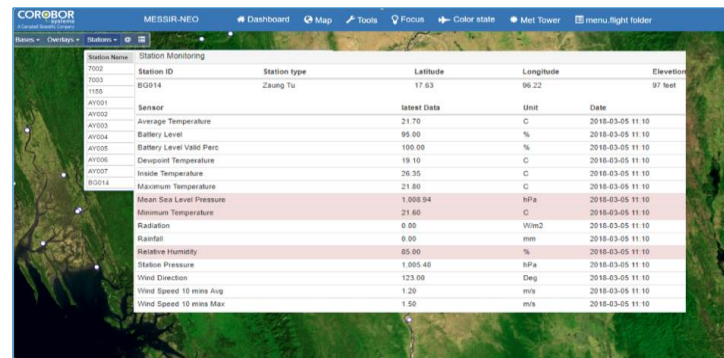 COROBOR
systems
A Campbell Scientific Company
MESSIR-NEO
Dashboard
Map
Tools
Focus
Color state
Met Tower
menu.flight folder
Bases
Overlays
Stations
Station Name
7002
7003
1158
AY001
AY002
AY003
AY004
AY005
AY006
AY007
BG014
Station Monitoring
Station ID Station type Latitude Longitude Elevetion
BG014 Zaung Tu 17.63 96.22 97 feet
Sensor latest Data Unit Date
Average Temperature 21.70 C 2018-03-05 11:10
Battery Level 95.00 % 2018-03-05 11:10
Battery Level Valid Perc 100.00 % 2018-03-05 11:10
Dewpoint Temperature 19.10 C 2018-03-05 11:10
Inside Temperature 26.35 C 2018-03-05 11:10
Maximum Temperature 21.80 C 2018-03-05 11:10
Mean Sea Level Pressure 1,008.94 hPa 2018-03-05 11:10
Minimum Temperature 21.60 C 2018-03-05 11:10
Radiation 0.00 W/m2 2018-03-05 11:10
Rainfall 0.00 mm 2018-03-05 11:10
Relative Humidity 85.00 % 2018-03-05 11:10
Station Pressure 1,005.40 hPa 2018-03-05 11:10
Wind Direction 123.00 Deg 2018-03-05 11:10
Wind Speed 10 mins Avg 1.20 m/s 2018-03-05 11:10
Wind Speed 10 mins Max 1.50 m/s 2018-03-05 11:10